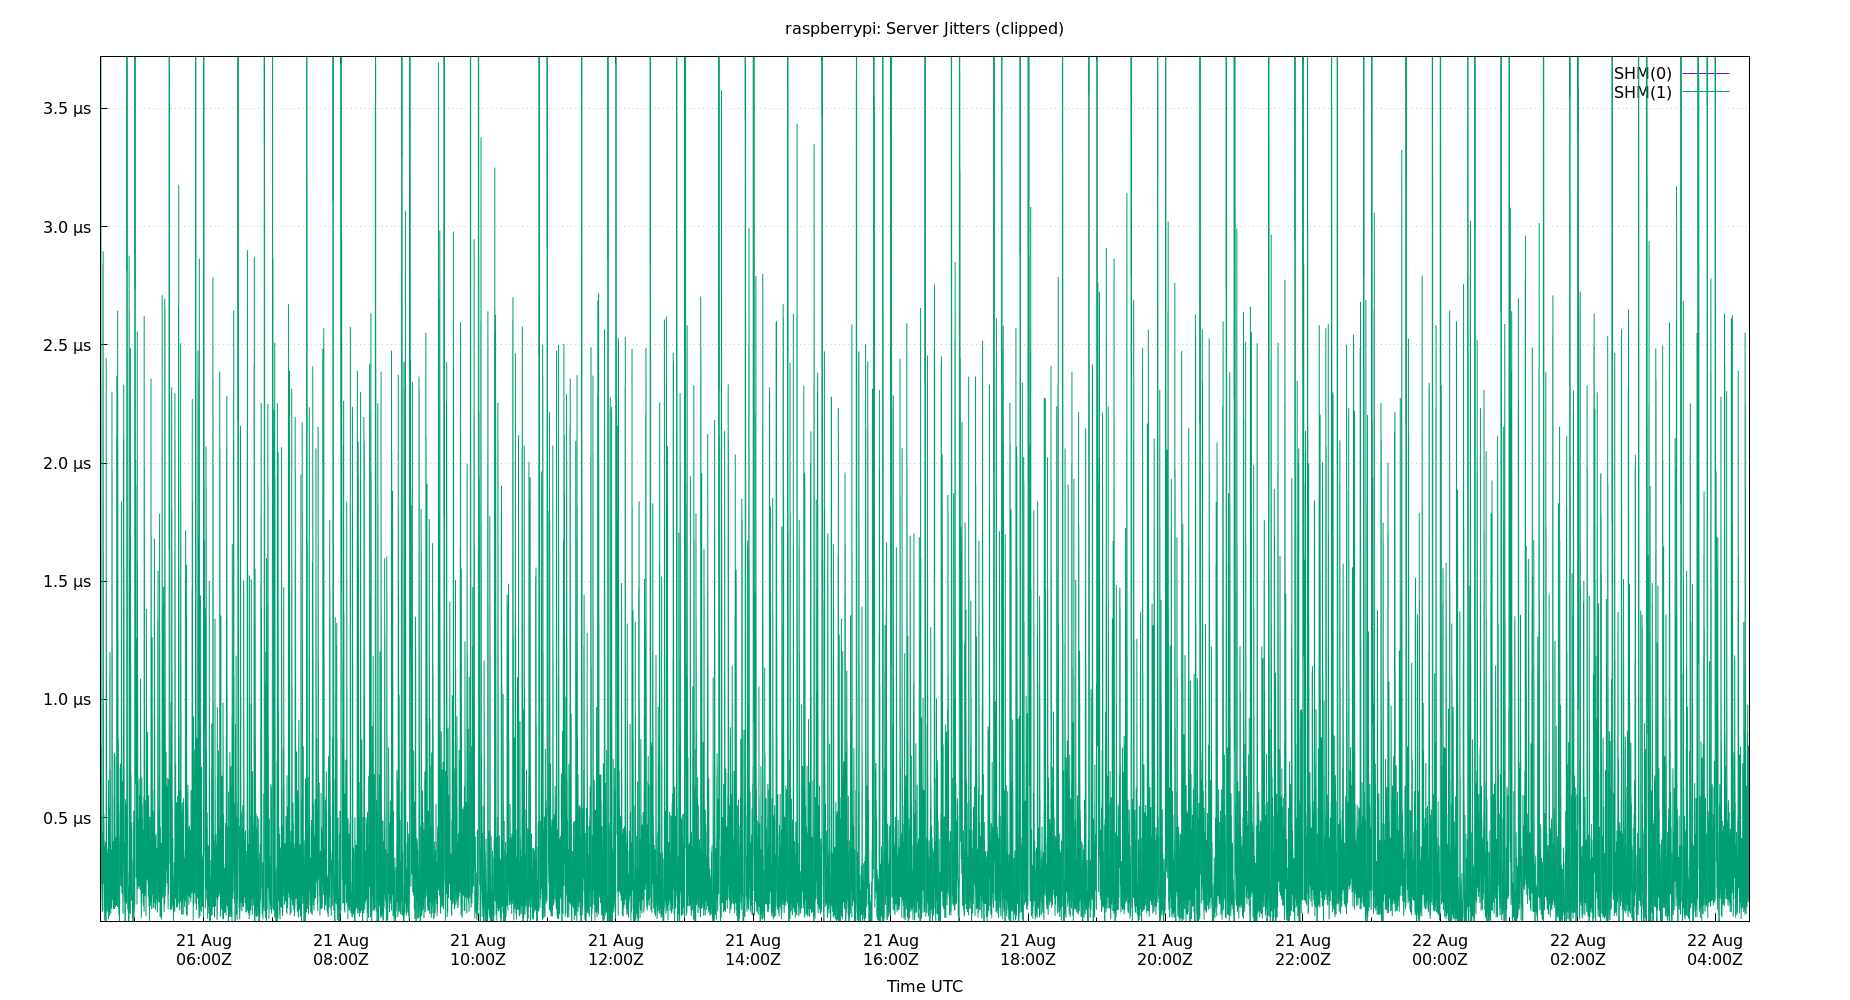 raspberrypi: Server Jitters (clipped)
SHM(0)
SHM(1)
3.5 µs
3.0 µs
2.5 µs
2.0 µs
1.5 µs
1.0 µs
0.5 µs
21 Aug 21 Aug 21 Aug 21 Aug 21 Aug 21 Aug 21 Aug 21 Aug 21 Aug 22 Aug 22 Aug 22 Aug
06:00Z 08:00Z 10:00Z 12:00Z 14:00Z 16:00Z 18:00Z 20:00Z 22:00Z 00:00Z 02:00Z 04:00Z
Time UTC